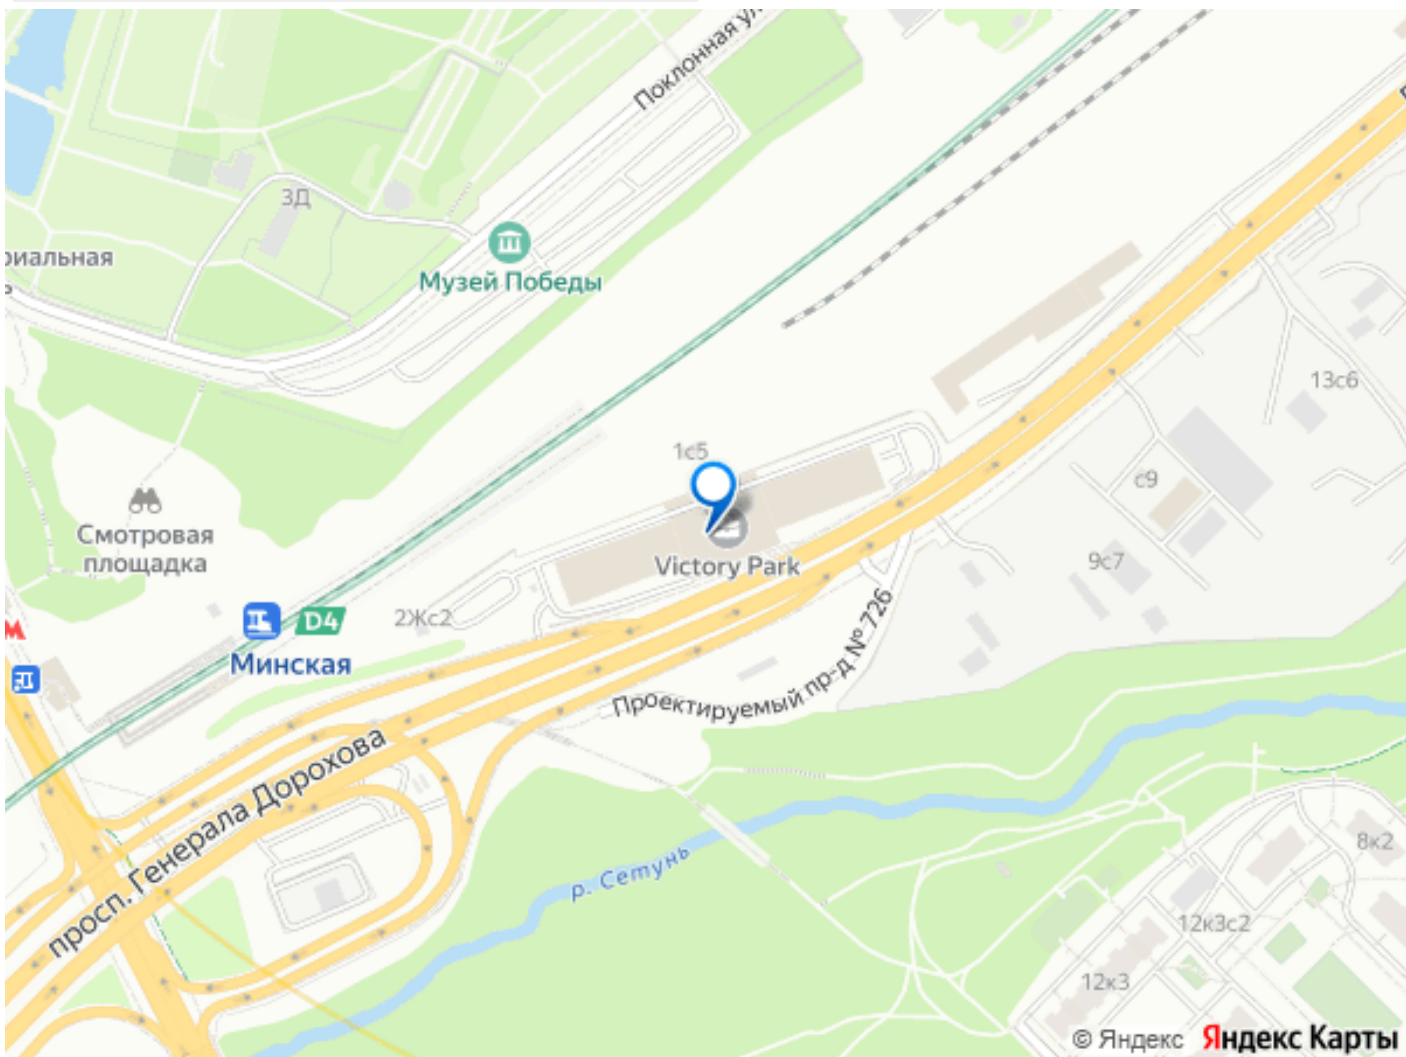 Поклонная ул.
3Д
Музей Победы
риальная
13с6
1с5
с9
Смотровая
площадка
Victory Park
9с7
2Жс2
D4
Минская
Проектируемый пр-д № 726
просп. Генерала Дорохова
р. Сетунь
8к2
12к3с2
12к3
© Яндекс Яндекс Карты